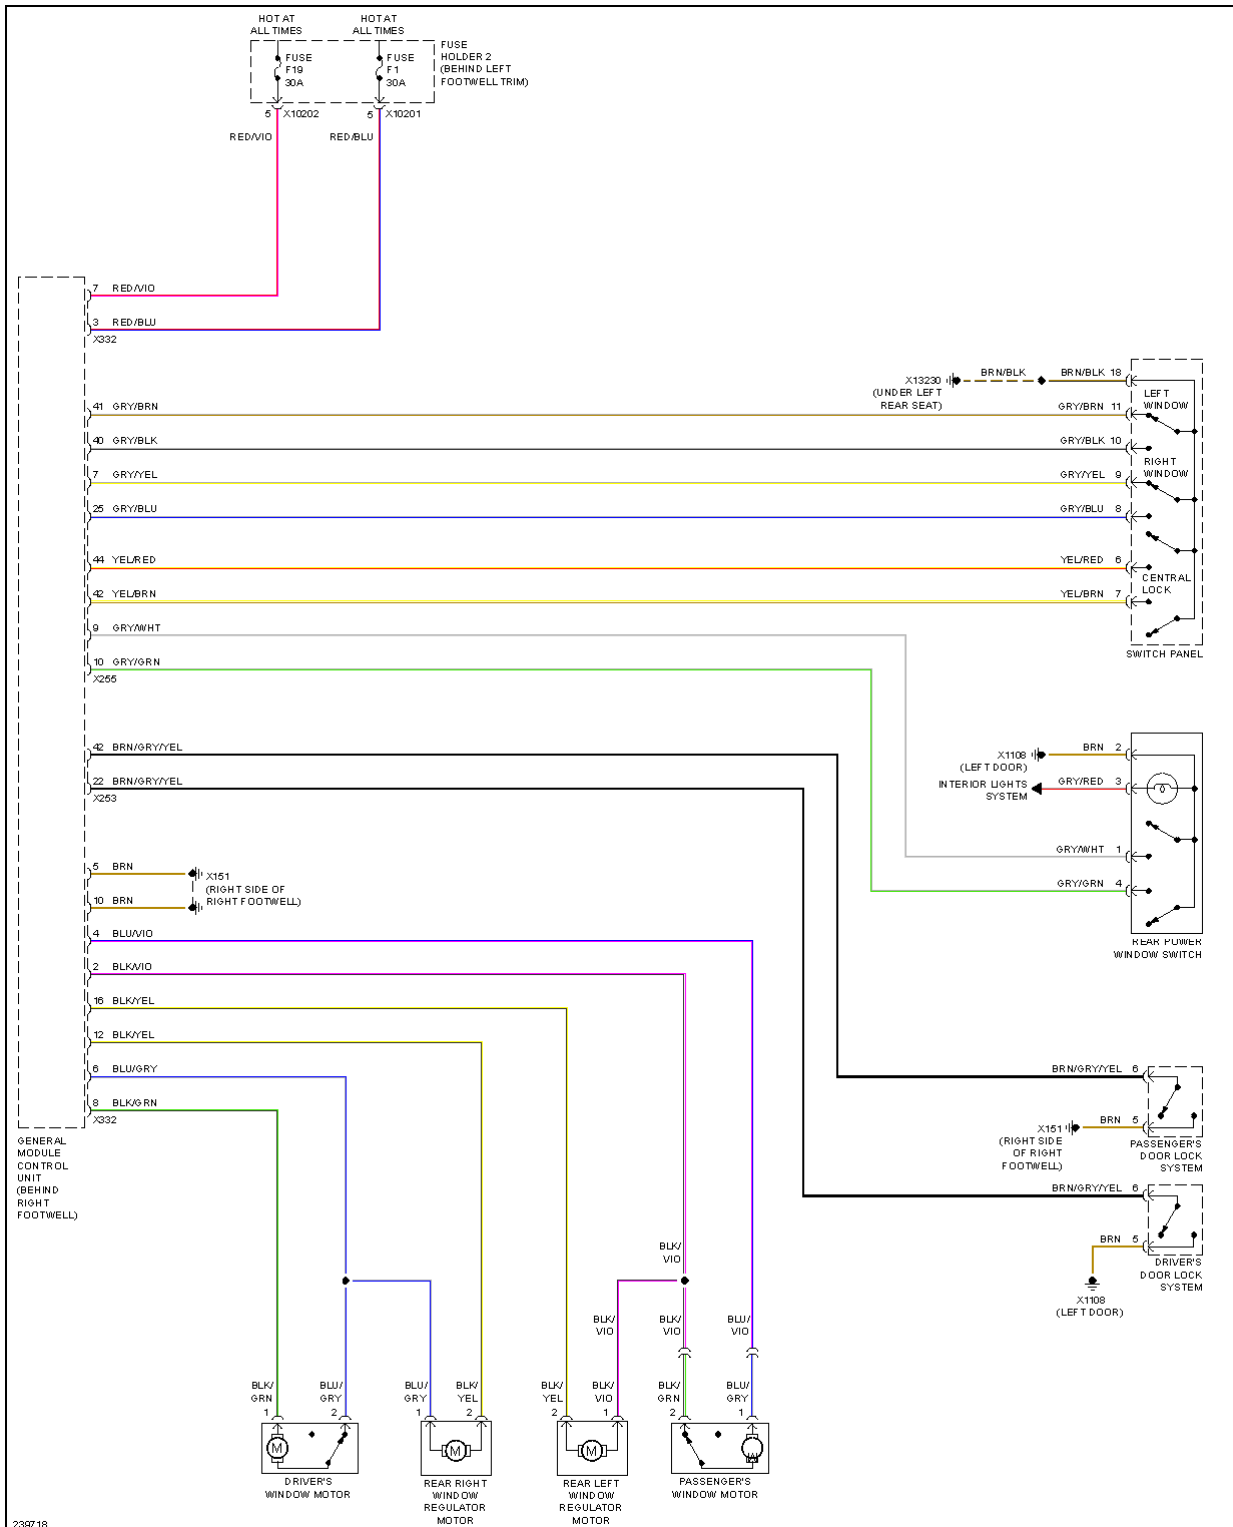 HOT AT
ALL TIMES
HOT AT
ALL TIMES
FUSE
F19
30A
FUSE
F1
30A
FUSE
HOLDER 2
(BEHIND LEFT
FOOTWELL TRIM)
5 X10202
5 X10201
RED/VIO
RED/BLU
7 RED/VIO
3 RED/BLU
X332
X13230
(UNDER LEFT
REAR SEAT)
BRN/BLK
BRN/BLK 18
LEFT
WINDOW
41 GRY/BRN
GRY/BRN 11
40 GRY/BLK
GRY/BLK 10
RIGHT
WINDOW
7 GRY/YEL
GRY/YEL 9
25 GRY/BLU
GRY/BLU 8
44 YEL/RED
YEL/RED 6
CENTRAL
LOCK
42 YEL/BRN
YEL/BRN 7
9 GRY/WHT
10 GRY/GRN
X255
SWITCH PANEL
42 BRN/GRY/YEL
22 BRN/GRY/YEL
X253
X1108
(LEFT DOOR)
BRN 2
INTERIOR LIGHTS
SYSTEM
GRY/RED 3
GRY/WHT 1
GRY/GRN 4
REAR POWER
WINDOW SWITCH
5 BRN
X151
(RIGHT SIDE OF
RIGHT FOOTWELL)
10 BRN
4 BLU/VIO
2 BLK/VIO
16 BLK/YEL
12 BLK/YEL
6 BLU/GRY
8 BLK/GRN
X332
GENERAL
MODULE
CONTROL
UNIT
(BEHIND
RIGHT
FOOTWELL)
BRN/GRY/YEL 6
X151
(RIGHT SIDE
OF RIGHT
FOOTWELL)
BRN 5
PASSENGER'S
DOOR LOCK
SYSTEM
BRN/GRY/YEL 6
BRN 5
X1108
(LEFT DOOR)
DRIVER'S
DOOR LOCK
SYSTEM
BLK/
VIO
BLK/
VIO
BLK/
VIO
BLU/
VIO
BLK/
GRN
1
BLU/
GRY
2
BLU/
GRY
1
BLK/
YEL
2
BLK/
YEL
2
BLK/
VIO
1
BLK/
GRN
2
BLU/
GRY
1
M
M
M
M
DRIVER'S
WINDOW MOTOR
REAR RIGHT
WINDOW
REGULATOR
MOTOR
REAR LEFT
WINDOW
REGULATOR
MOTOR
PASSENGER'S
WINDOW MOTOR
239718